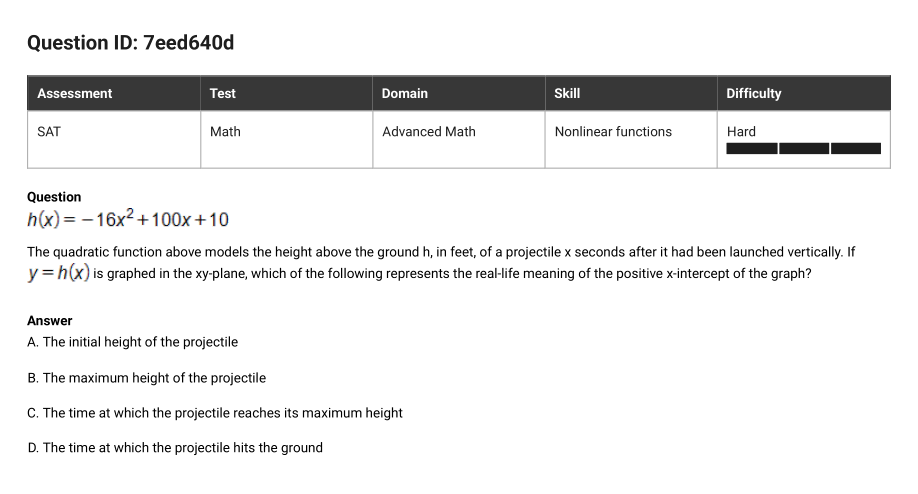 Question ID: 7eed640d
Assessment Test Domain Skill Difficulty
SAT Math Advanced Math Nonlinear functions Hard
Question
h(x) = −16x² + 100x + 10
The quadratic function above models the height above the ground h, in feet, of a projectile x seconds after it had been launched vertically. If
y = h(x) is graphed in the xy-plane, which of the following represents the real-life meaning of the positive x-intercept of the graph?
Answer
A. The initial height of the projectile
B. The maximum height of the projectile
C. The time at which the projectile reaches its maximum height
D. The time at which the projectile hits the ground